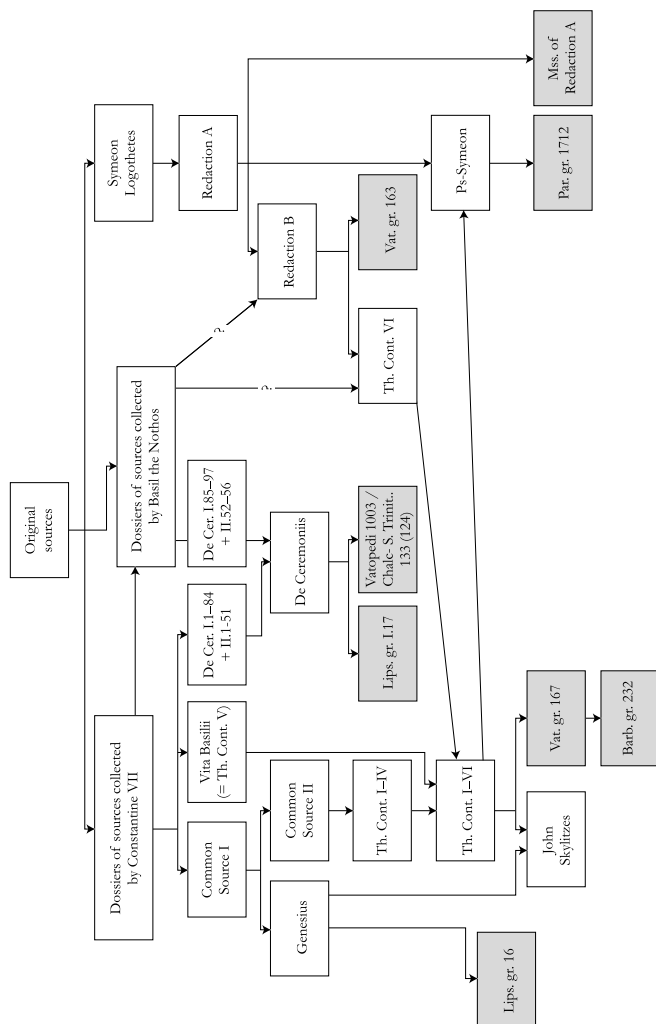 Original
sources
Dossiers of sources collected
by Constantine VII
Dossiers of sources collected
by Basil the Nothos
Symeon
Logothetes
Common
Source I
Vita Basilii
(= Th. Cont. V)
De Cer. I.1–84
+ II.1-51
De Cer. I.85–97
+ II.52–56
Redaction A
?
?
Genesius
Common
Source II
De Ceremoniis
Redaction B
Th. Cont. I–IV
Lips. gr. I.17
Vatopedi 1003 /
Chalc- S. Trinit..
133 (124)
Th. Cont. VI
Vat. gr. 163
Th. Cont. I–VI
Ps-Symeon
Lips. gr. 16
John
Skylitzes
Vat. gr. 167
Par. gr. 1712
Mss. of
Redaction A
Barb. gr. 232